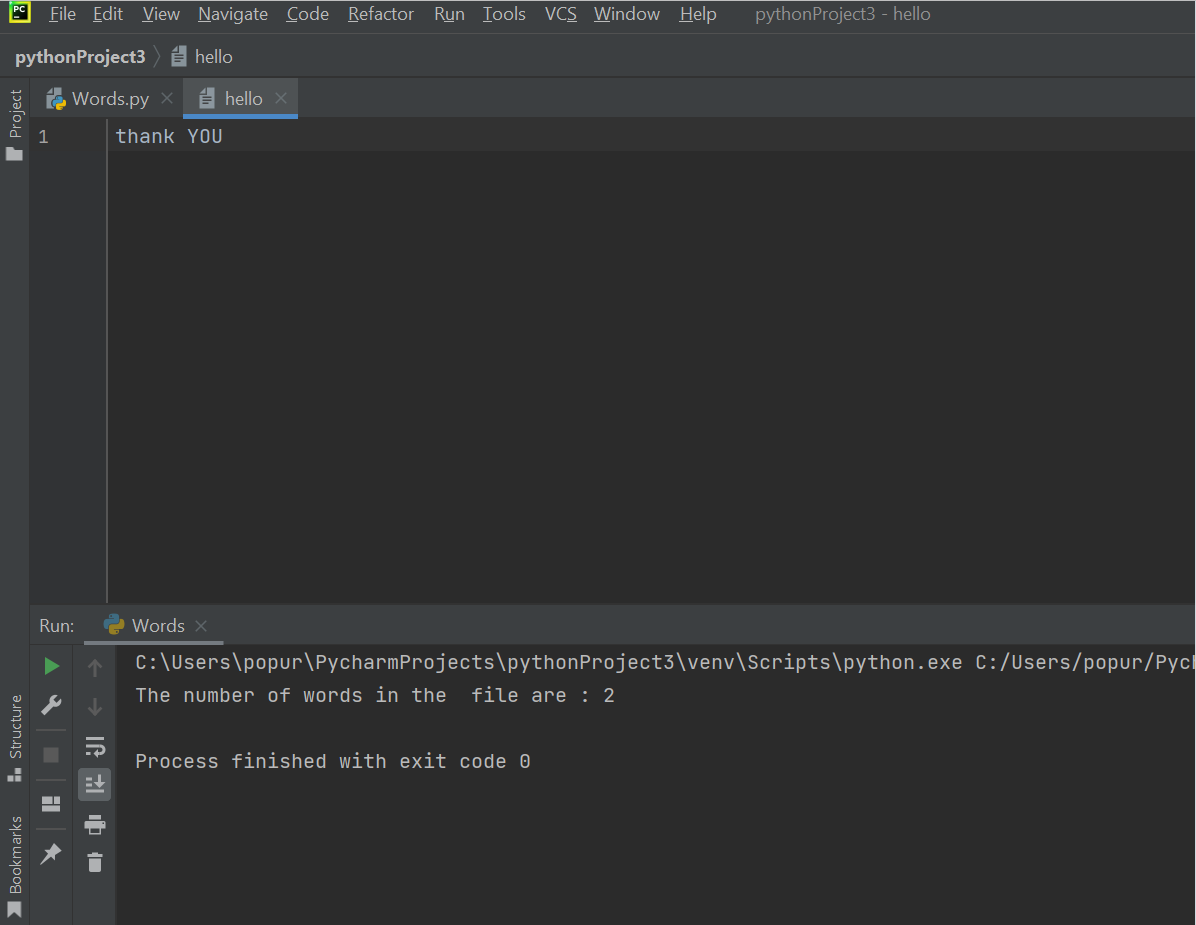 PC
File Edit View Navigate Code Refactor Run Tools VCS Window Help pythonProject3 - hello
pythonProject3 hello
Project
Words.py hello
1 thank YOU
Run: Words
C:\Users\popur\PycharmProjects\pythonProject3\venv\Scripts\python.exe C:/Users/popur/Pyc
The number of words in the  file are : 2
Process finished with exit code 0
Structure
Bookmarks